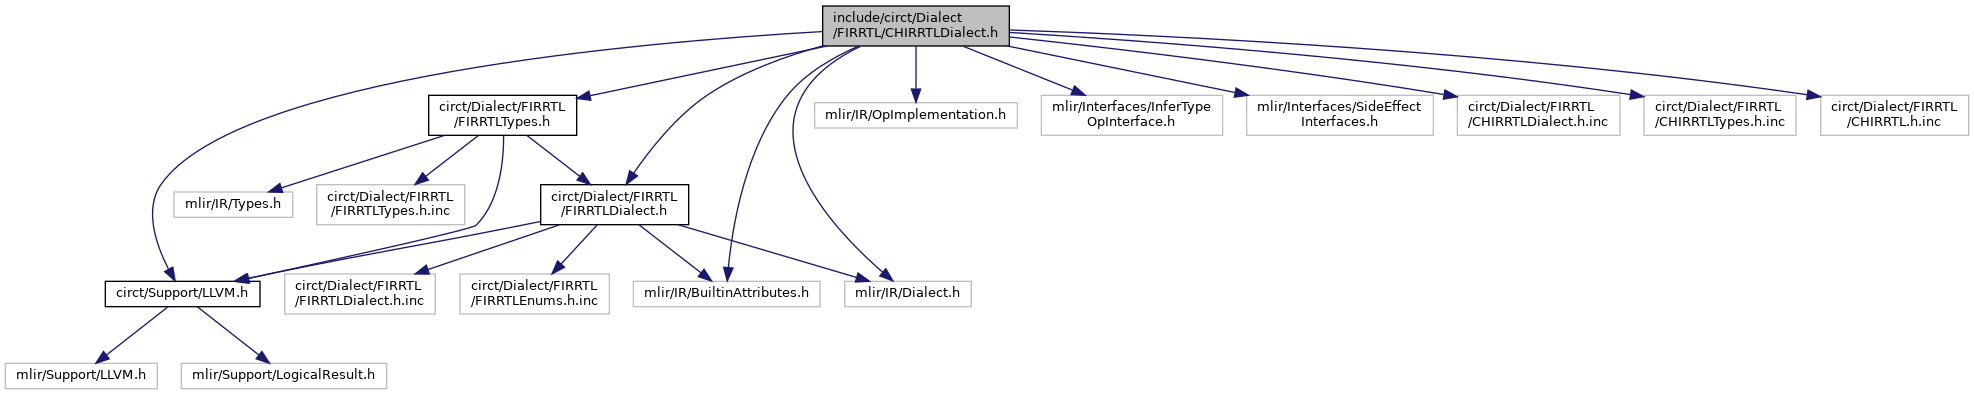 include/circt/Dialect
/FIRRTL/CHIRRTLDialect.h
circt/Dialect/FIRRTL
/FIRRTLTypes.h
mlir/IR/OpImplementation.h
mlir/Interfaces/InferType
OpInterface.h
mlir/Interfaces/SideEffect
Interfaces.h
circt/Dialect/FIRRTL
/CHIRRTLDialect.h.inc
circt/Dialect/FIRRTL
/CHIRRTLTypes.h.inc
circt/Dialect/FIRRTL
/CHIRRTL.h.inc
mlir/IR/Types.h
circt/Dialect/FIRRTL
/FIRRTLTypes.h.inc
circt/Dialect/FIRRTL
/FIRRTLDialect.h
circt/Support/LLVM.h
circt/Dialect/FIRRTL
/FIRRTLDialect.h.inc
circt/Dialect/FIRRTL
/FIRRTLEnums.h.inc
mlir/IR/BuiltinAttributes.h
mlir/IR/Dialect.h
mlir/Support/LLVM.h
mlir/Support/LogicalResult.h